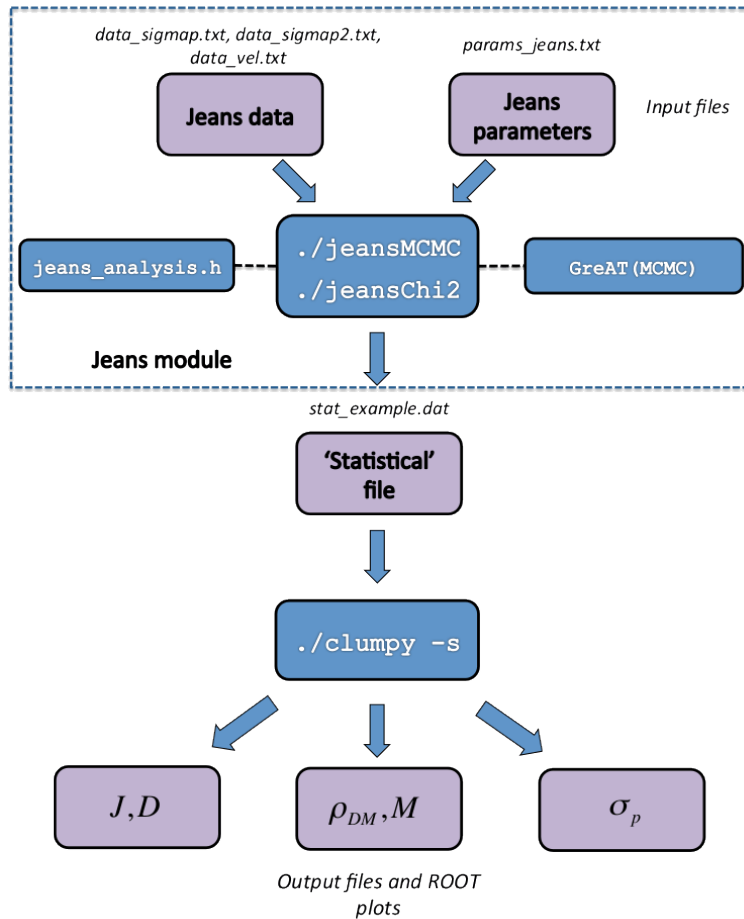 data_sigmap.txt, data_sigmap2.txt,
data_vel.txt
params_jeans.txt
Jeans data
Jeans
parameters
Input files
./jeansMCMC
./jeansChi2
jeans_analysis.h
GreAT(MCMC)
Jeans module
stat_example.dat
‘Statistical’
file
./clumpy -s
J,D
ρ_DM,M
σ_p
Output files and ROOT
plots